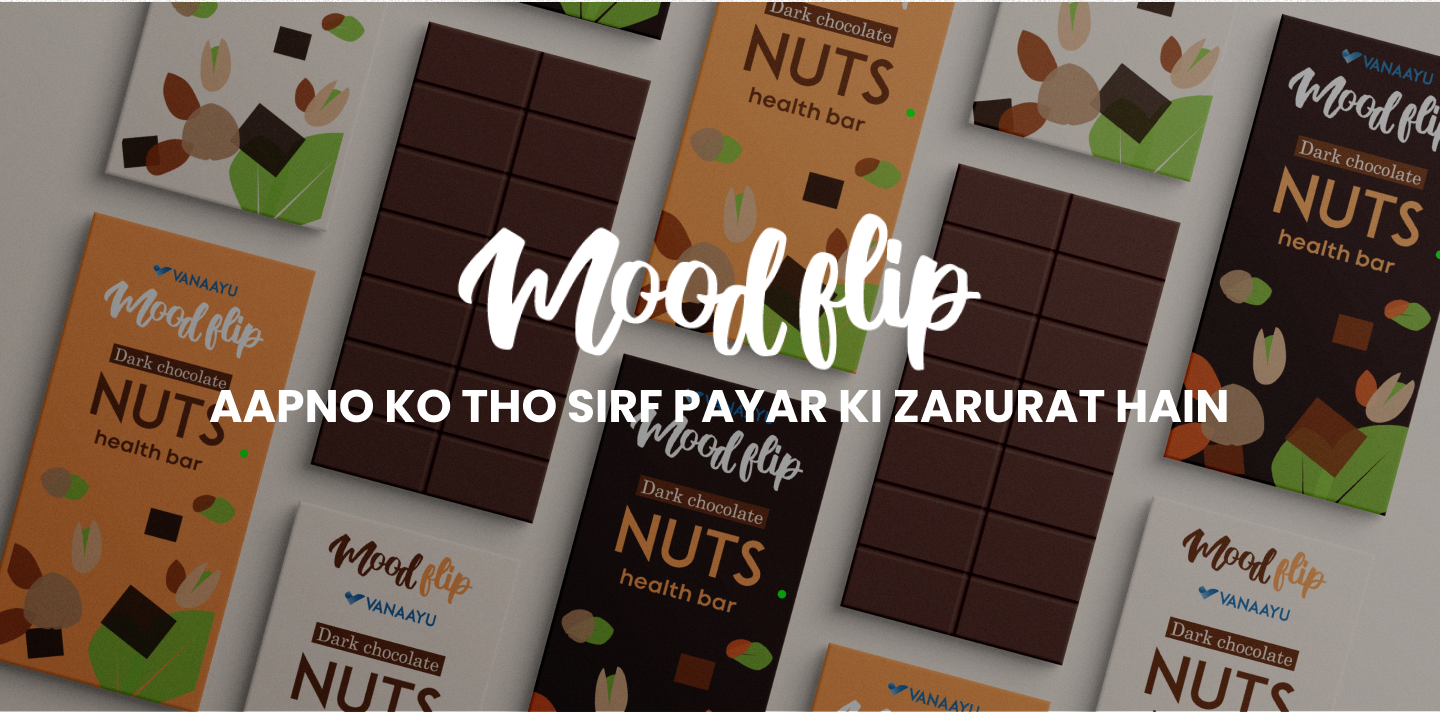 Dark chocolate
NUTS
health bar
VANAAYU
Mood flip
Dark chocolate
NUTS
health bar
Mood flip
AAPNO KO THO SIRF PAYAR KI ZARURAT HAIN
VANAAYU
Mood flip
Dark chocolate
NUTS
health bar
Mood flip
Dark chocolate
NUTS
health bar
Mood flip
VANAAYU
Dark chocolate
NUTS
Mood flip
VANAAYU
Dark chocolate
NUTS
VANAAYU